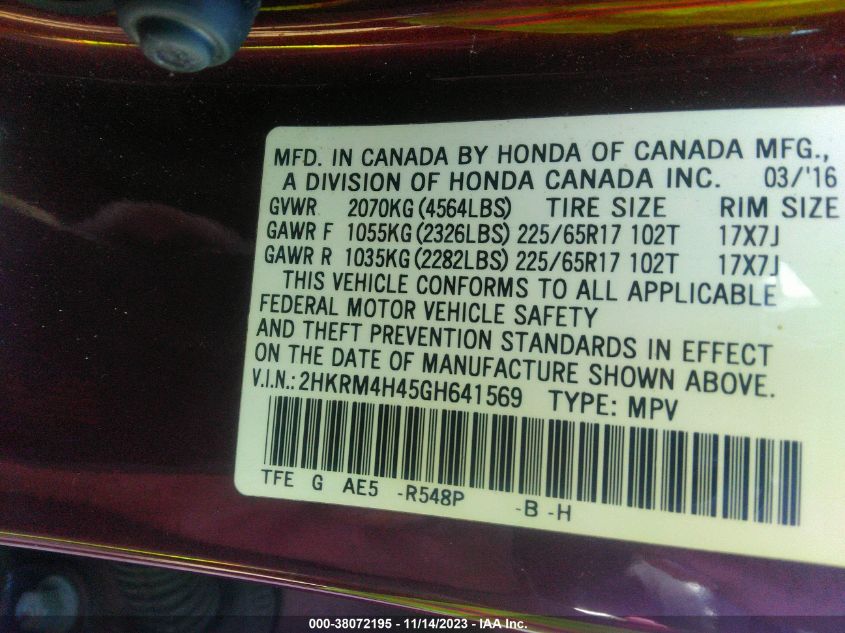 MFD. IN CANADA BY HONDA OF CANADA MFG.,
A DIVISION OF HONDA CANADA INC. 03/'16
GVWR 2070KG (4564LBS) TIRE SIZE RIM SIZE
GAWR F 1055KG (2326LBS) 225/65R17 102T 17X7J
GAWR R 1035KG (2282LBS) 225/65R17 102T 17X7J
THIS VEHICLE CONFORMS TO ALL APPLICABLE
FEDERAL MOTOR VEHICLE SAFETY
AND THEFT PREVENTION STANDARDS IN EFFECT
ON THE DATE OF MANUFACTURE SHOWN ABOVE.
V.I.N.: 2HKRM4H45GH641569 TYPE: MPV
TFE G AE5 -R548P -B -H
000-38072195 - 11/14/2023 - IAA Inc.